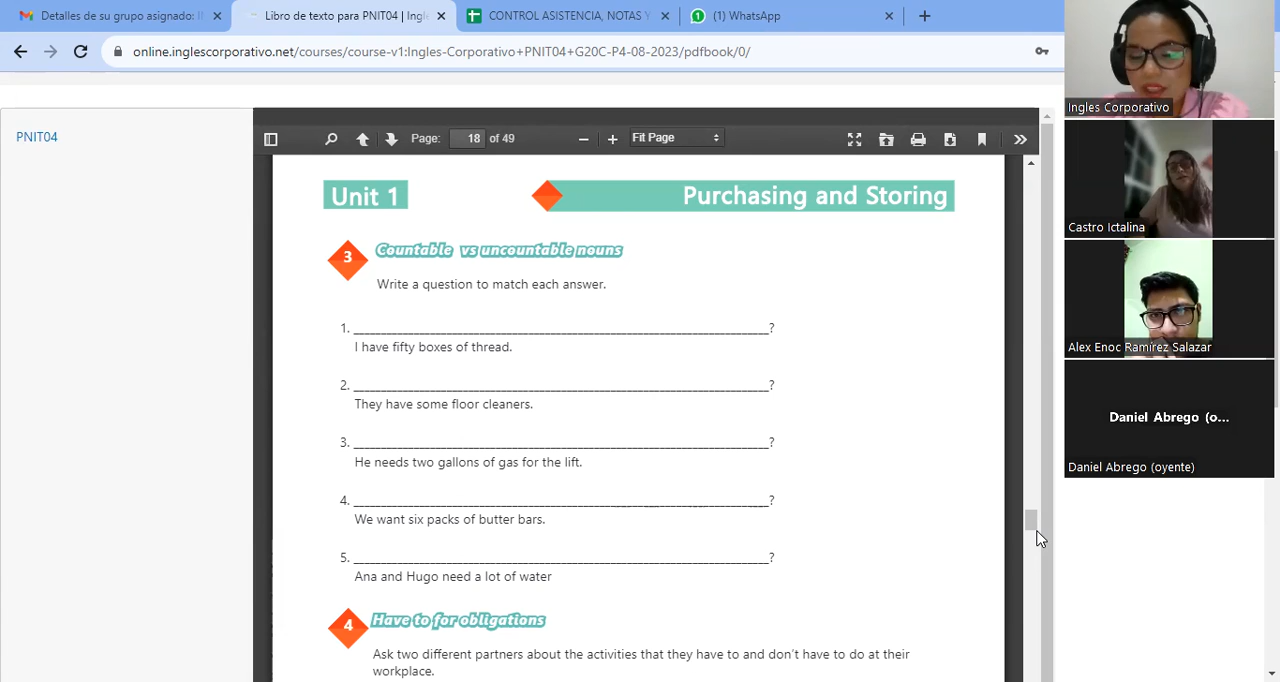 Detalles de su grupo asignado: I
Libro de texto para PNIT04 | Ingl
CONTROL ASISTENCIA, NOTAS Y
(1) WhatsApp
online.inglescorporativo.net/courses/course-v1:Ingles-Corporativo+PNIT04+G20C-P4-08-2023/pdfbook/0/
PNIT04
Page: 18 of 49
Fit Page
Unit 1
Purchasing and Storing
3 Countable vs uncountable nouns
Write a question to match each answer.
1. ______________________________?
I have fifty boxes of thread.
2. ______________________________?
They have some floor cleaners.
3. ______________________________?
He needs two gallons of gas for the lift.
4. ______________________________?
We want six packs of butter bars.
5. ______________________________?
Ana and Hugo need a lot of water
4 Have to for obligations
Ask two different partners about the activities that they have to and don't have to do at their
workplace.
Ingles Corporativo
Castro Ictalina
Alex Enoc Ramirez Salazar
Daniel Abrego (o...
Daniel Abrego (oyente)